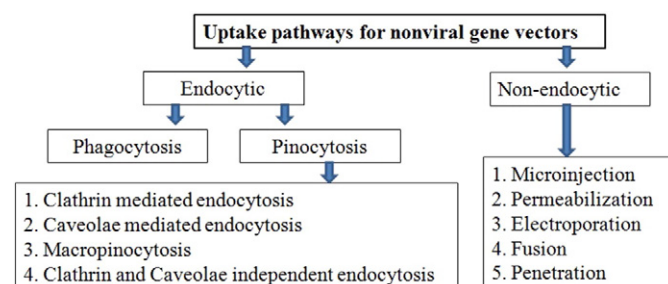 Uptake pathways for nonviral gene vectors
Endocytic
Non-endocytic
Phagocytosis
Pinocytosis
1. Clathrin mediated endocytosis
2. Caveolae mediated endocytosis
3. Macropinocytosis
4. Clathrin and Caveolae independent endocytosis
1. Microinjection
2. Permeabilization
3. Electroporation
4. Fusion
5. Penetration